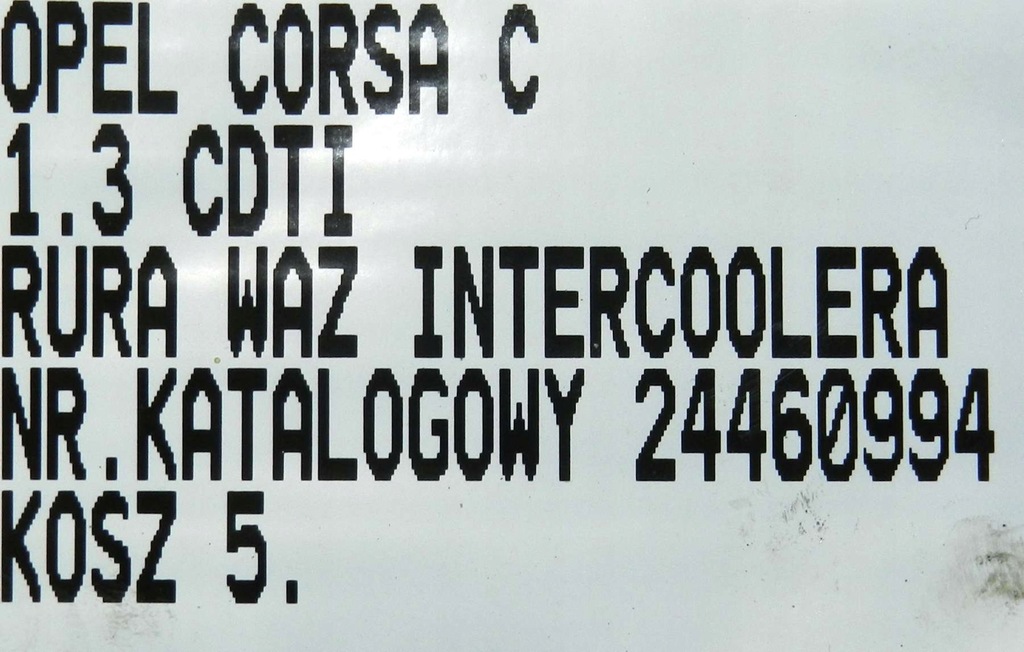 OPEL CORSA C
1.3 CDTI
RURA WAZ INTERCOOLERA
NR.KATALOGOWY 24460994
KOSZ 5.